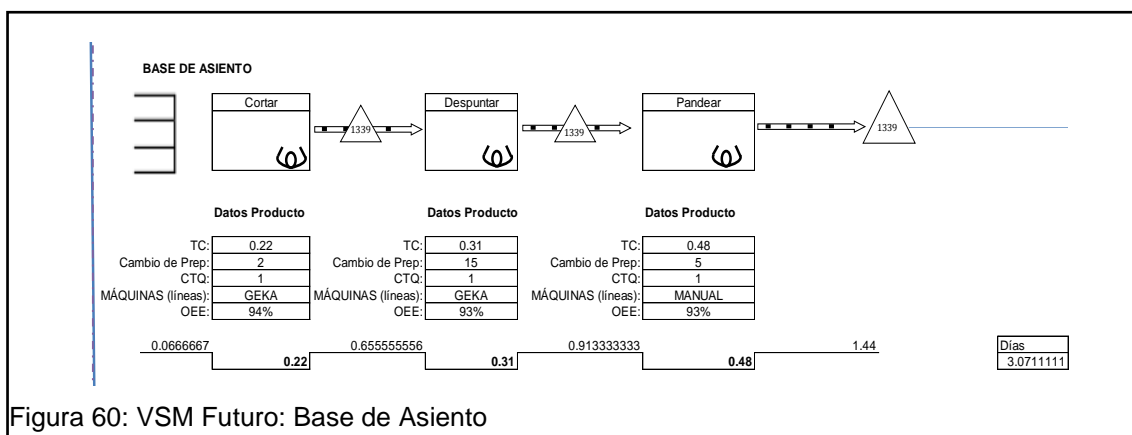 BASE DE ASIENTO
Cortar
Despuntar
Pandear
1339
1339
1339
Datos Producto
Datos Producto
Datos Producto
TC: 0.22 TC: 0.31 TC: 0.48
Cambio de Prep: 2 Cambio de Prep: 15 Cambio de Prep: 5
CTQ: 1 CTQ: 1 CTQ: 1
MÁQUINAS (líneas): GEKA MÁQUINAS (líneas): GEKA MÁQUINAS (líneas): MANUAL
OEE: 94% OEE: 93% OEE: 93%
0.0666667 0.655555556 0.913333333 1.44 Días
0.22 0.31 0.48 3.0711111
Figura 60: VSM Futuro: Base de Asiento